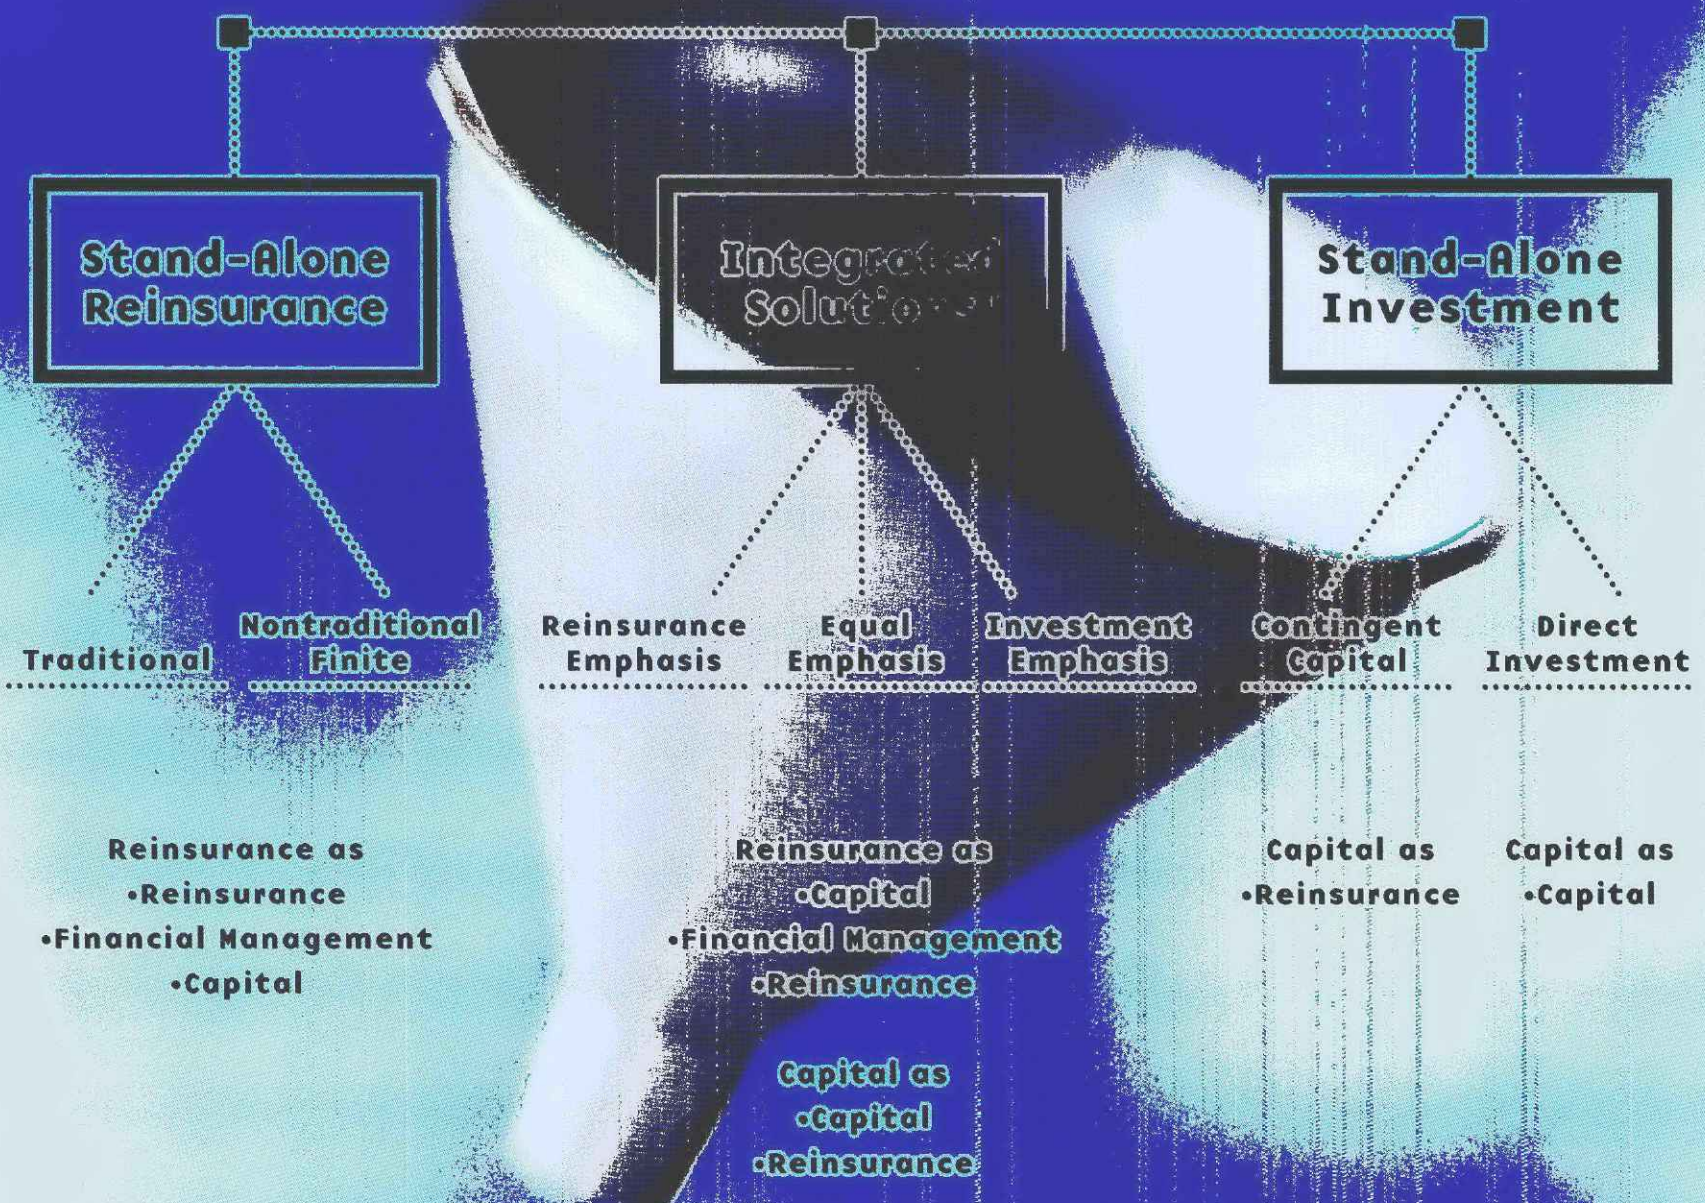 Stand-Alone
Reinsurance
Integrated
Solutions
Stand-Alone
Investment
Traditional
Nontraditional
Finite
Reinsurance
Emphasis
Equal
Emphasis
Investment
Emphasis
Contingent
Capital
Direct
Investment
Reinsurance as
•Reinsurance
•Financial Management
•Capital
Reinsurance as
•Capital
•Financial Management
•Reinsurance
Capital as
•Capital
•Reinsurance
Capital as
•Reinsurance
Capital as
•Capital